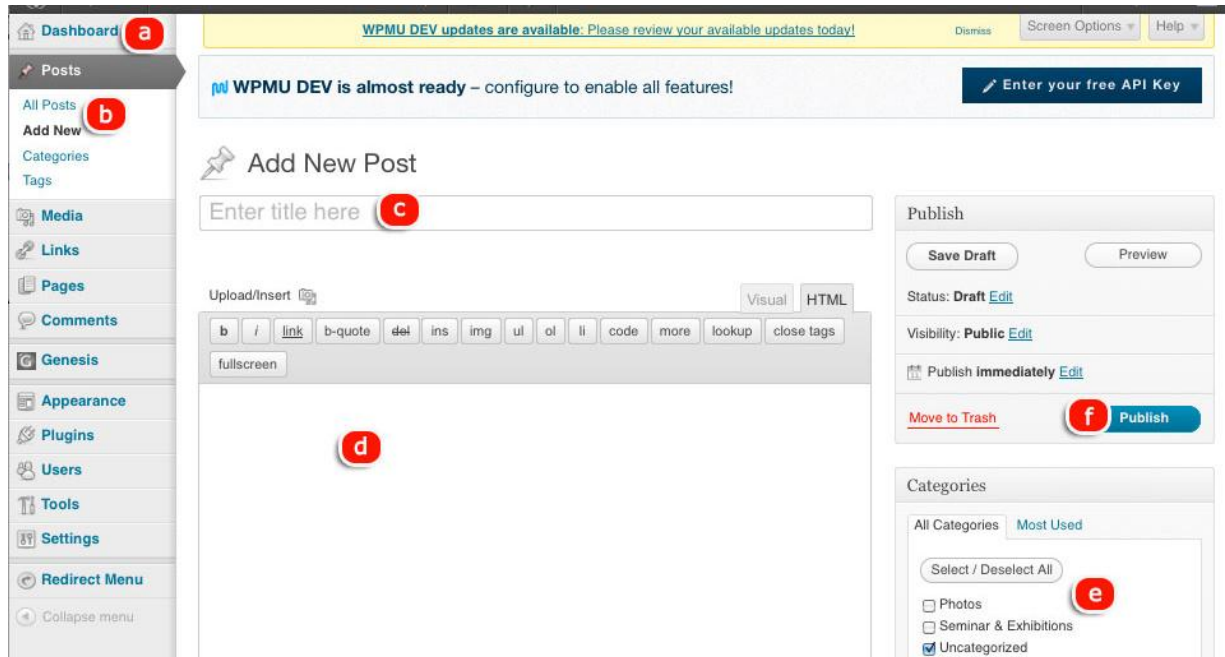 Dashboard a
Posts
All Posts
b
Add New
Categories
Tags
Media
Links
Pages
Comments
G Genesis
Appearance
Plugins
Users
Tools
Settings
Redirect Menu
Collapse menu
WPMU DEV updates are available: Please review your available updates today! Dismiss Screen Options Help
WPMU DEV is almost ready – configure to enable all features! Enter your free API Key
Add New Post
Enter title here c
Upload/Insert Visual HTML
b i link b-quote del ins img ul ol li code more lookup close tags
fullscreen
d
Publish
Save Draft Preview
Status: Draft Edit
Visibility: Public Edit
Publish immediately Edit
Move to Trash f Publish
Categories
All Categories Most Used
Select / Deselect All
e
Photos
Seminar & Exhibitions
Uncategorized